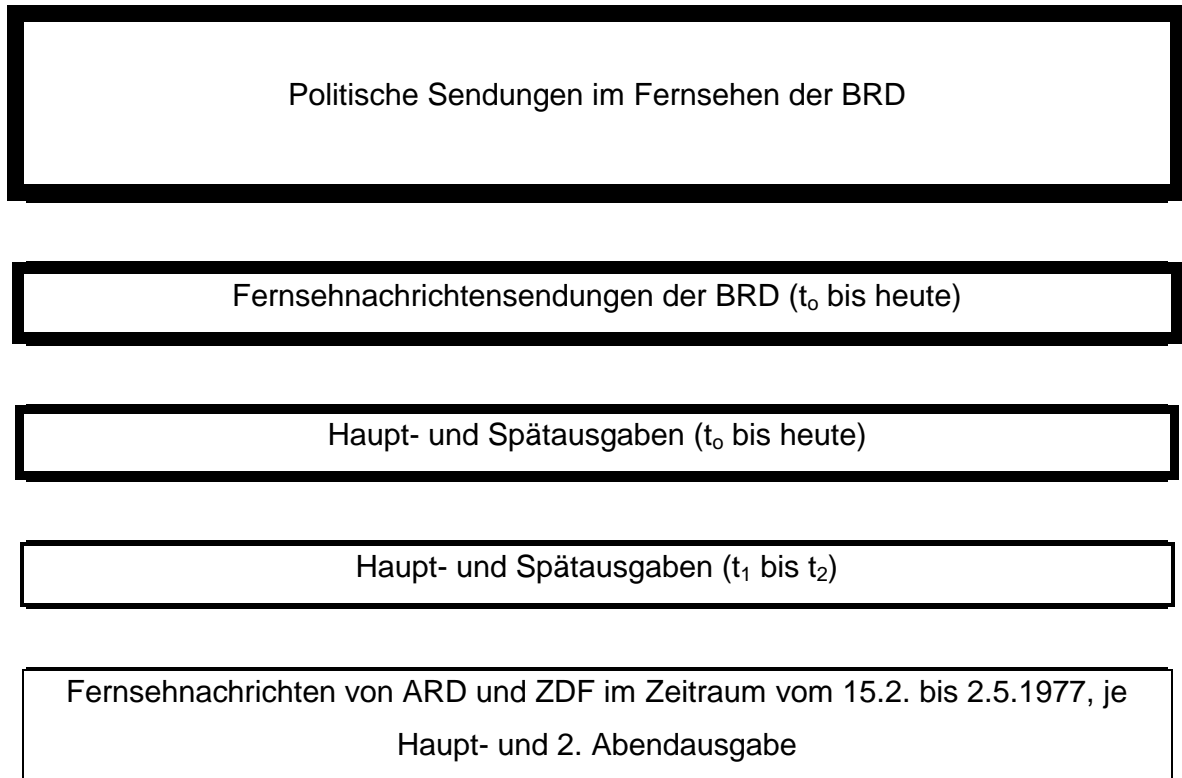 Politische Sendungen im Fernsehen der BRD
Fernsehnachrichtensendungen der BRD (tₒ bis heute)
Haupt- und Spätausgaben (tₒ bis heute)
Haupt- und Spätausgaben (t₁ bis t₂)
Fernsehnachrichten von ARD und ZDF im Zeitraum vom 15.2. bis 2.5.1977, je
Haupt- und 2. Abendausgabe